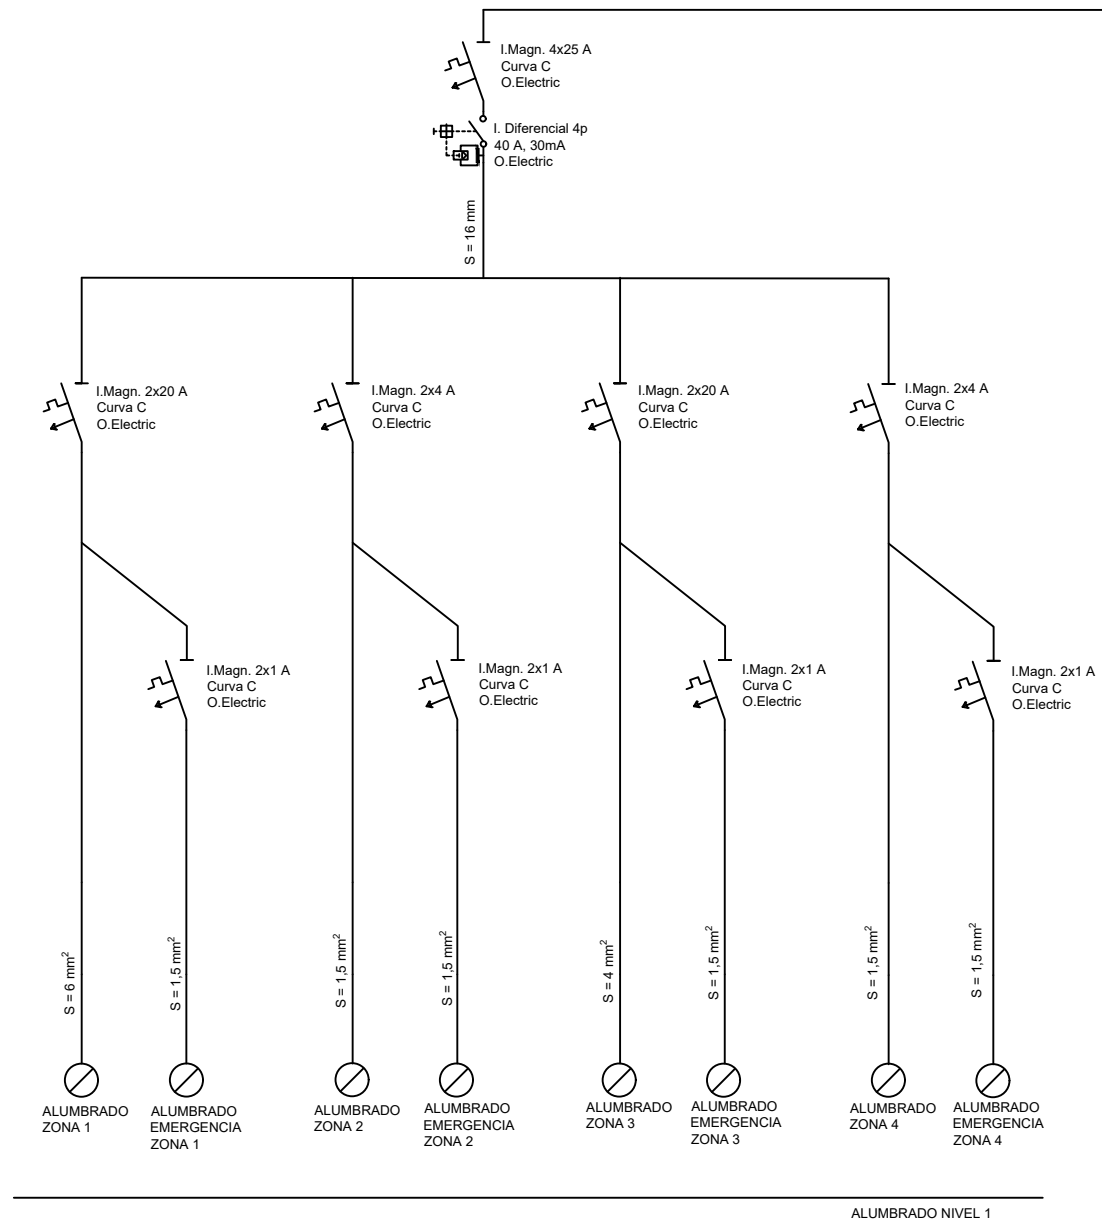 I.Magn. 4x25 A
Curva C
O.Electric
I. Diferencial 4p
40 A, 30mA
O.Electric
S = 16 mm
I.Magn. 2x20 A
Curva C
O.Electric
I.Magn. 2x4 A
Curva C
O.Electric
I.Magn. 2x20 A
Curva C
O.Electric
I.Magn. 2x4 A
Curva C
O.Electric
I.Magn. 2x1 A
Curva C
O.Electric
I.Magn. 2x1 A
Curva C
O.Electric
I.Magn. 2x1 A
Curva C
O.Electric
I.Magn. 2x1 A
Curva C
O.Electric
S = 6 mm²
S = 1,5 mm²
S = 1,5 mm²
S = 1,5 mm²
S = 4 mm²
S = 1,5 mm²
S = 1,5 mm²
S = 1,5 mm²
ALUMBRADO
ZONA 1
ALUMBRADO
EMERGENCIA
ZONA 1
ALUMBRADO
ZONA 2
ALUMBRADO
EMERGENCIA
ZONA 2
ALUMBRADO
ZONA 3
ALUMBRADO
EMERGENCIA
ZONA 3
ALUMBRADO
ZONA 4
ALUMBRADO
EMERGENCIA
ZONA 4
ALUMBRADO NIVEL 1